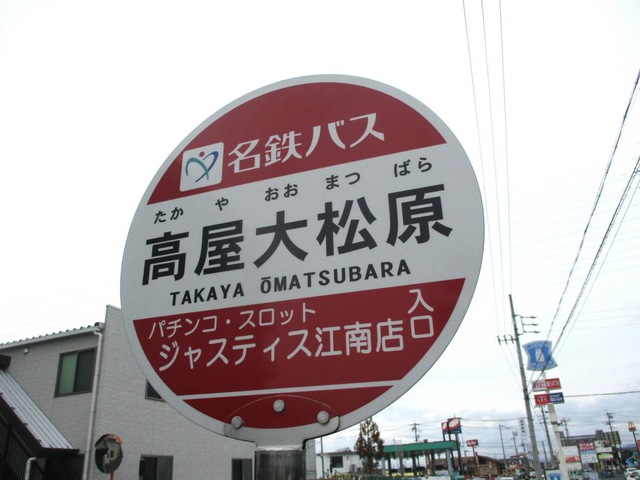 名鉄バス
たか や おお まつ ばら
高屋大松原
TAKAYA ŌMATSUBARA
パチンコ・スロット
ジャスティス江南店 入口